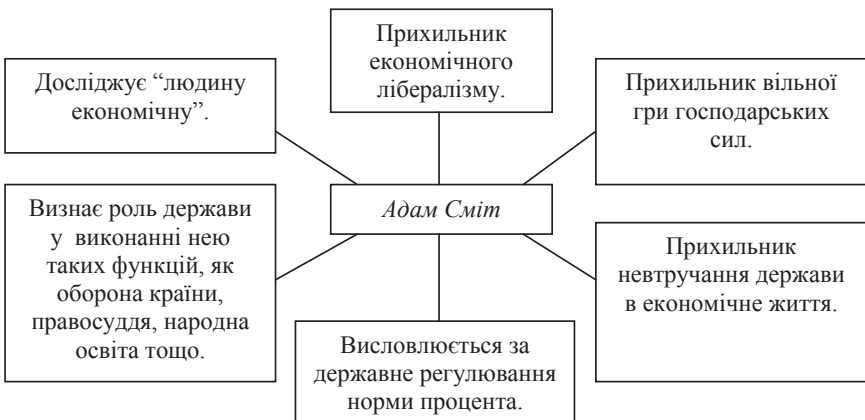 Прихильник
економічного
лібералізму.
Досліджує “людину
економічну”.
Прихильник вільної
гри господарських
сил.
Адам Сміт
Визнає роль держави
у виконанні нею
таких функцій, як
оборона країни,
правосуддя, народна
освіта тощо.
Прихильник
невтручання держави
в економічне життя.
Висловлюється за
державне регулювання
норми процента.